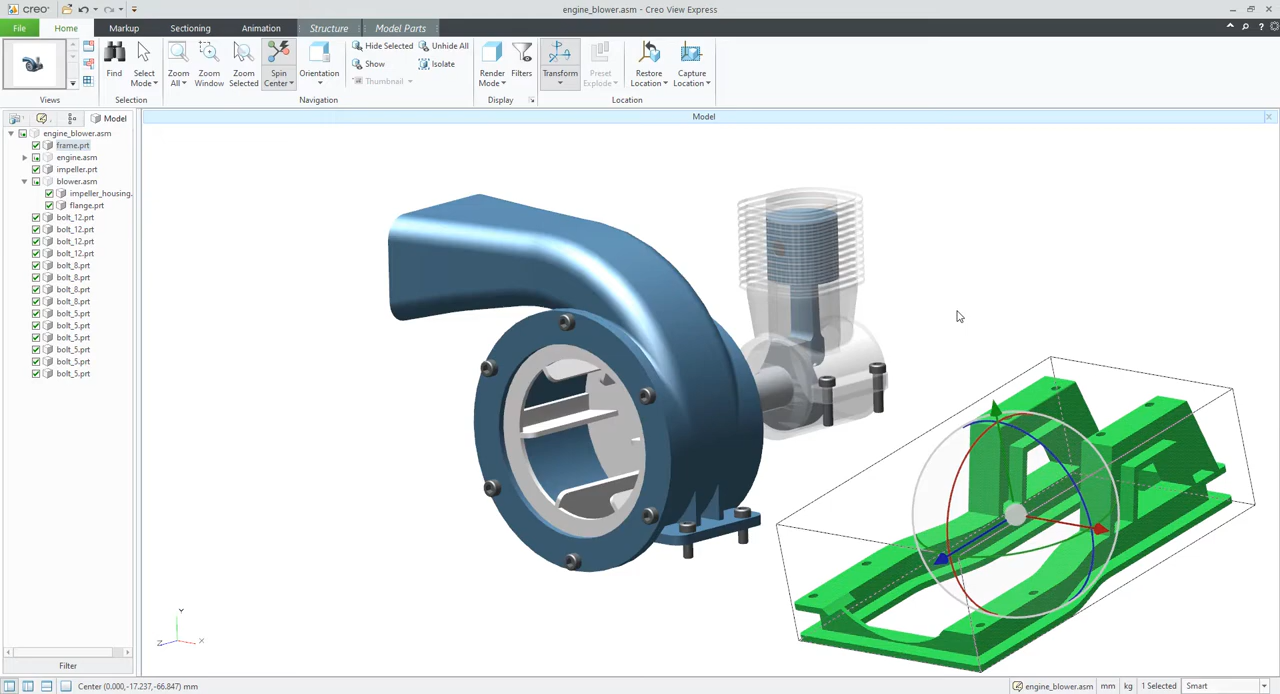 creo
engine_blower.asm - Creo View Express
File Home Markup Sectioning Animation Structure Model Parts
Find Select Mode Zoom All Zoom Window Zoom Selected Spin Center Orientation
Hide Selected Unhide All
Show Isolate
Thumbnail
Render Mode Filters Transform Preset Explode Restore Location Capture Location
Views Selection Navigation Display Location
Model
Model
engine_blower.asm
frame.prt
engine.asm
impeller.prt
blower.asm
impeller_housing.
flange.prt
bolt_12.prt
bolt_12.prt
bolt_12.prt
bolt_12.prt
bolt_8.prt
bolt_8.prt
bolt_8.prt
bolt_8.prt
bolt_5.prt
bolt_5.prt
bolt_5.prt
bolt_5.prt
bolt_5.prt
bolt_5.prt
Y
Z X
Filter
Center (0.000,-17.237,-66.847) mm
engine_blower.asm mm kg 1 Selected Smart